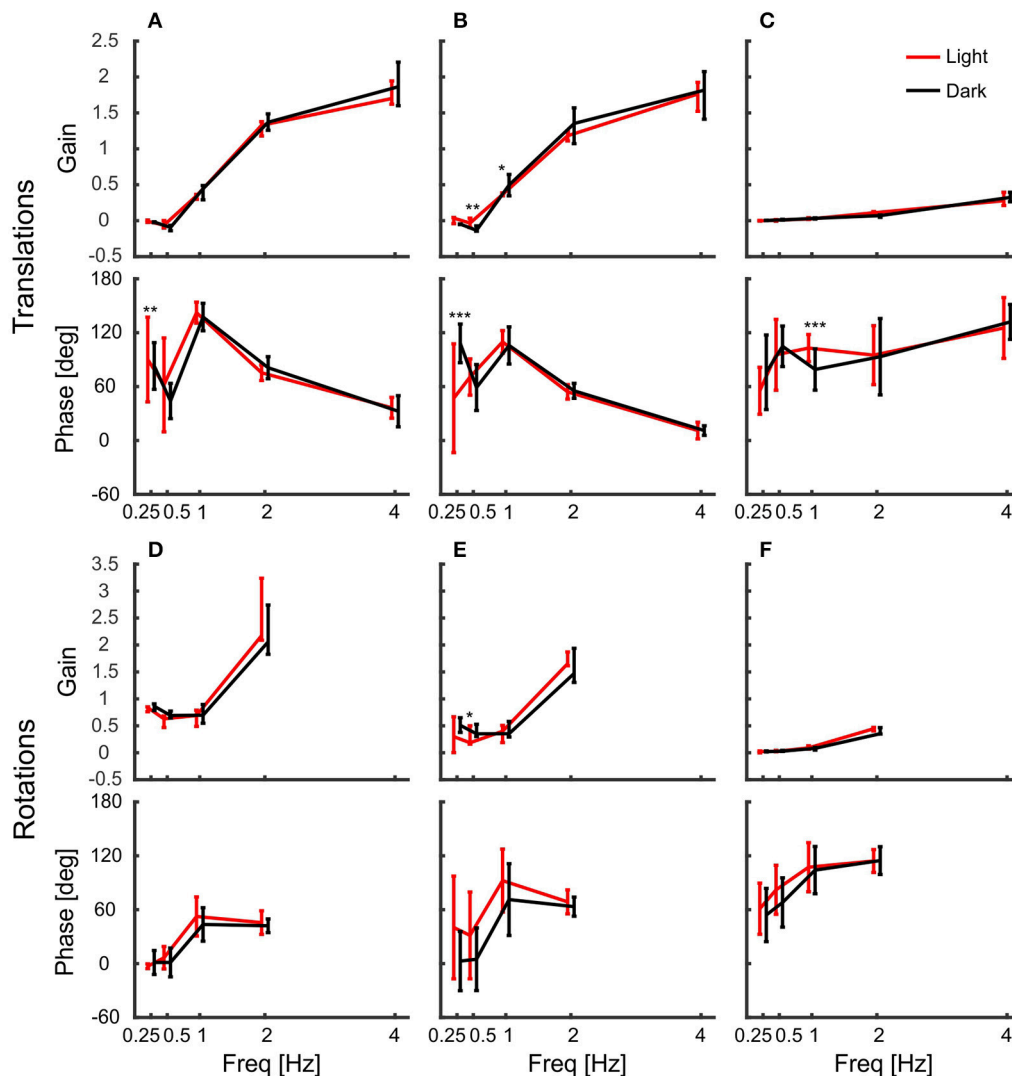 A B C
Translations
Gain
2.5
2
1.5
1
0.5
0
-0.5
** *
Light
Dark
Phase [deg]
180
120
60
0
-60
** *** ***
0.25 0.5 1 2 4
0.25 0.5 1 2 4
0.25 0.5 1 2 4
D E F
Rotations
Gain
3.5
3
2.5
2
1.5
1
0.5
0
-0.5
*
Phase [deg]
180
120
60
0
-60
0.25 0.5 1 2 4
0.25 0.5 1 2 4
0.25 0.5 1 2 4
Freq [Hz] Freq [Hz] Freq [Hz]